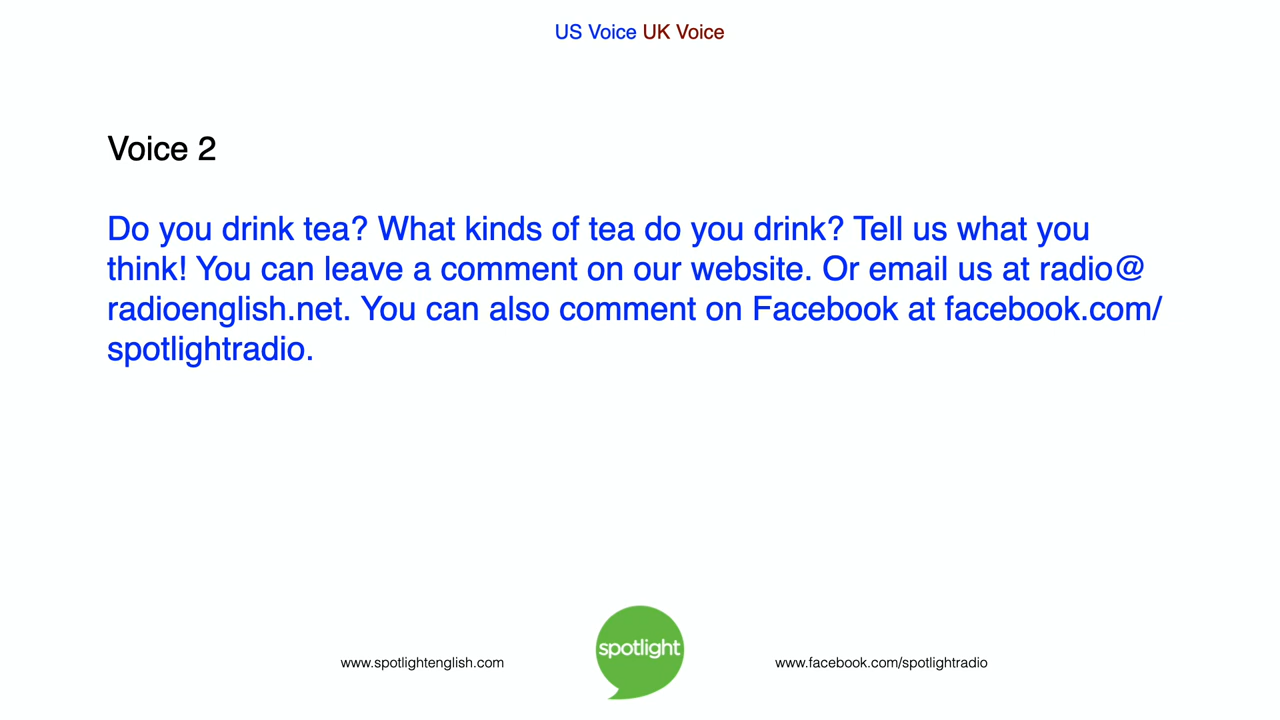 US Voice UK Voice
Voice 2
Do you drink tea? What kinds of tea do you drink? Tell us what you
think! You can leave a comment on our website. Or email us at radio@
radioenglish.net. You can also comment on Facebook at facebook.com/
spotlightradio.
www.spotlightenglish.com
spotlight
www.facebook.com/spotlightradio